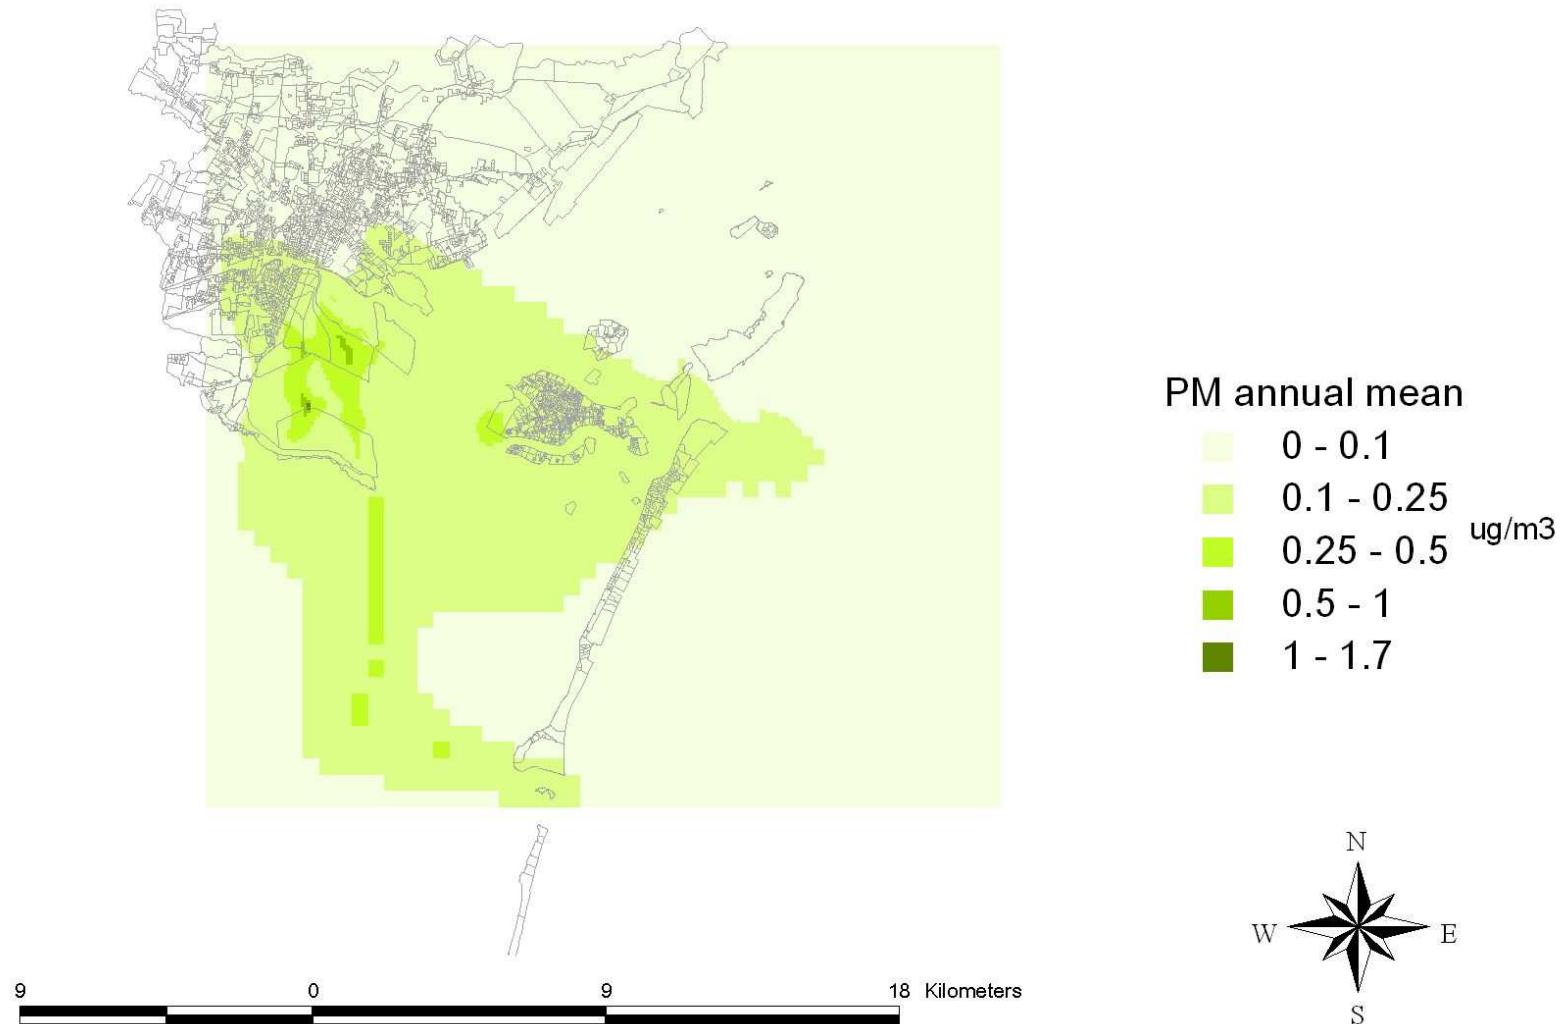 PM annual mean
0 - 0.1
0.1 - 0.25
0.25 - 0.5
ug/m3
0.5 - 1
1 - 1.7
N
W E
S
9 0 9 18 Kilometers